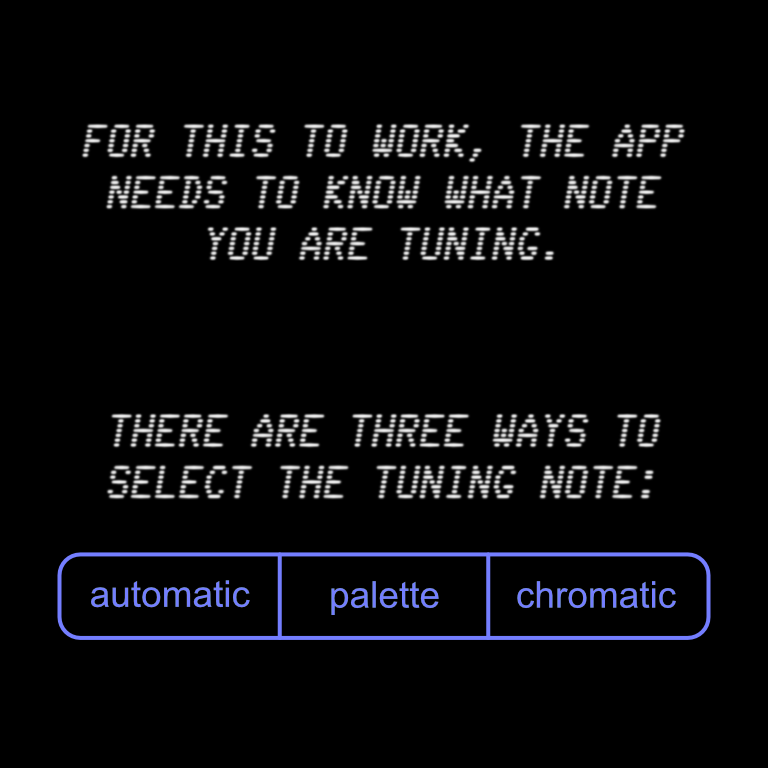 FOR THIS TO WORK, THE APP
NEEDS TO KNOW WHAT NOTE
YOU ARE TUNING.
THERE ARE THREE WAYS TO
SELECT THE TUNING NOTE:
automatic palette chromatic